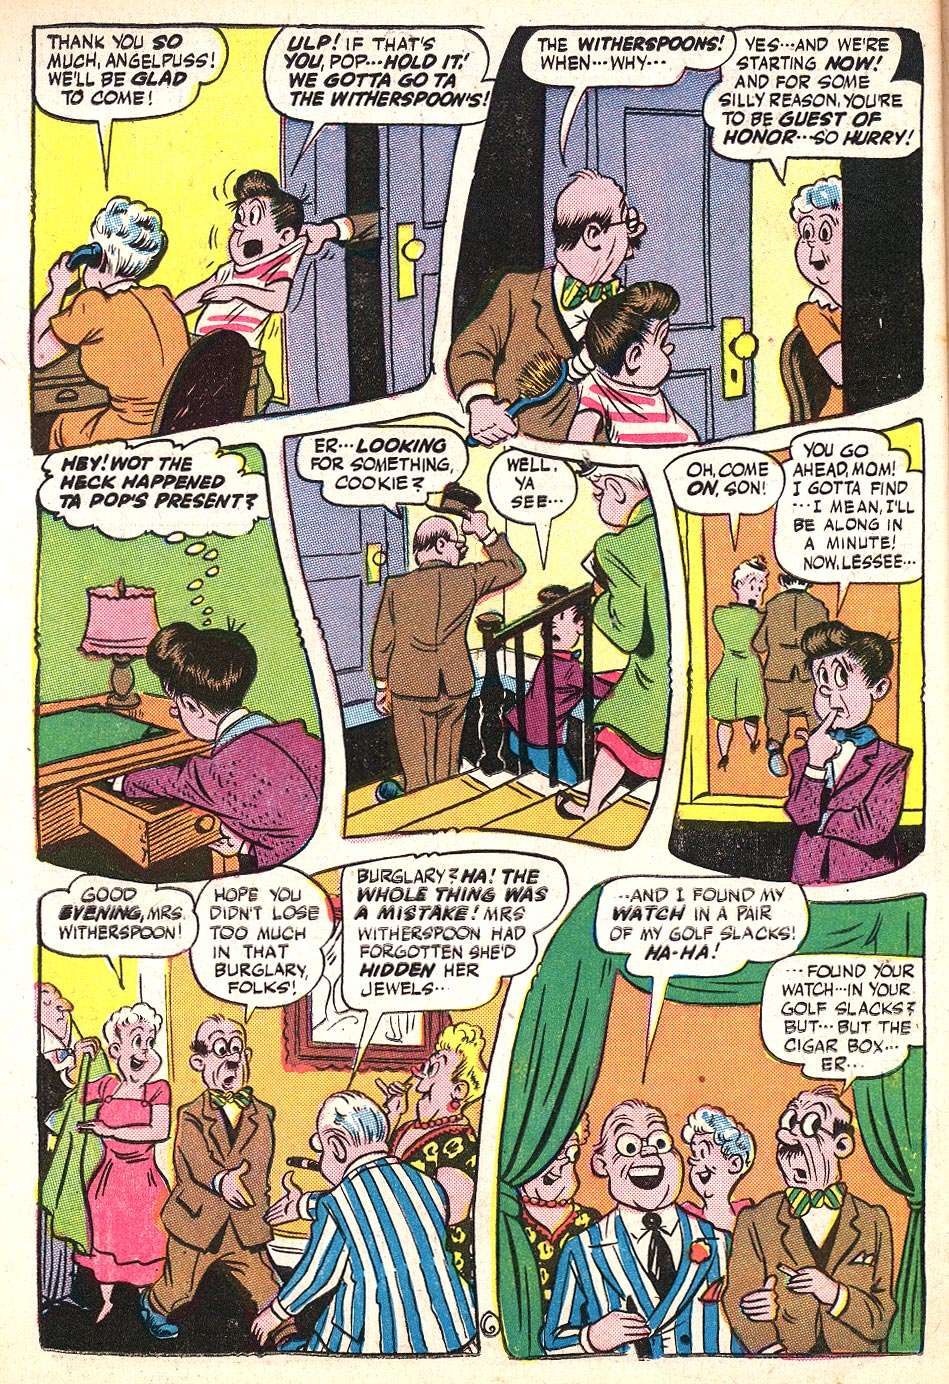 THANK YOU SO
MUCH, ANGELPUSS!
WE'LL BE GLAD
TO COME!
ULP! IF THAT'S
YOU, POP---HOLD IT!
WE GOTTA GO TA
THE WITHERSPOON'S!
THE WITHERSPOONS!
WHEN---WHY---
YES---AND WE'RE
STARTING NOW!
AND FOR SOME
SILLY REASON, YOU'RE
TO BE GUEST OF
HONOR---SO HURRY!
HEY! WOT THE
HECK HAPPENED
TA POP'S PRESENT?
ER---LOOKING
FOR SOMETHING,
COOKIE?
WELL,
YA
SEE---
OH, COME
ON, SON!
YOU GO
AHEAD, MOM!
I GOTTA FIND
---I MEAN, I'LL
BE ALONG IN
A MINUTE!
NOW, LESSEE---
GOOD
EVENING, MRS.
WITHERSPOON!
HOPE YOU
DIDN'T LOSE
TOO MUCH
IN THAT
BURGLARY,
FOLKS!
BURGLARY? HA! THE
WHOLE THING WAS
A MISTAKE! MRS
WITHERSPOON HAD
FORGOTTEN SHE'D
HIDDEN HER
JEWELS---
---AND I FOUND MY
WATCH IN A PAIR
OF MY GOLF SLACKS!
HA-HA!
---FOUND YOUR
WATCH---IN YOUR
GOLF SLACKS?
BUT---BUT THE
CIGAR BOX---
ER---
6